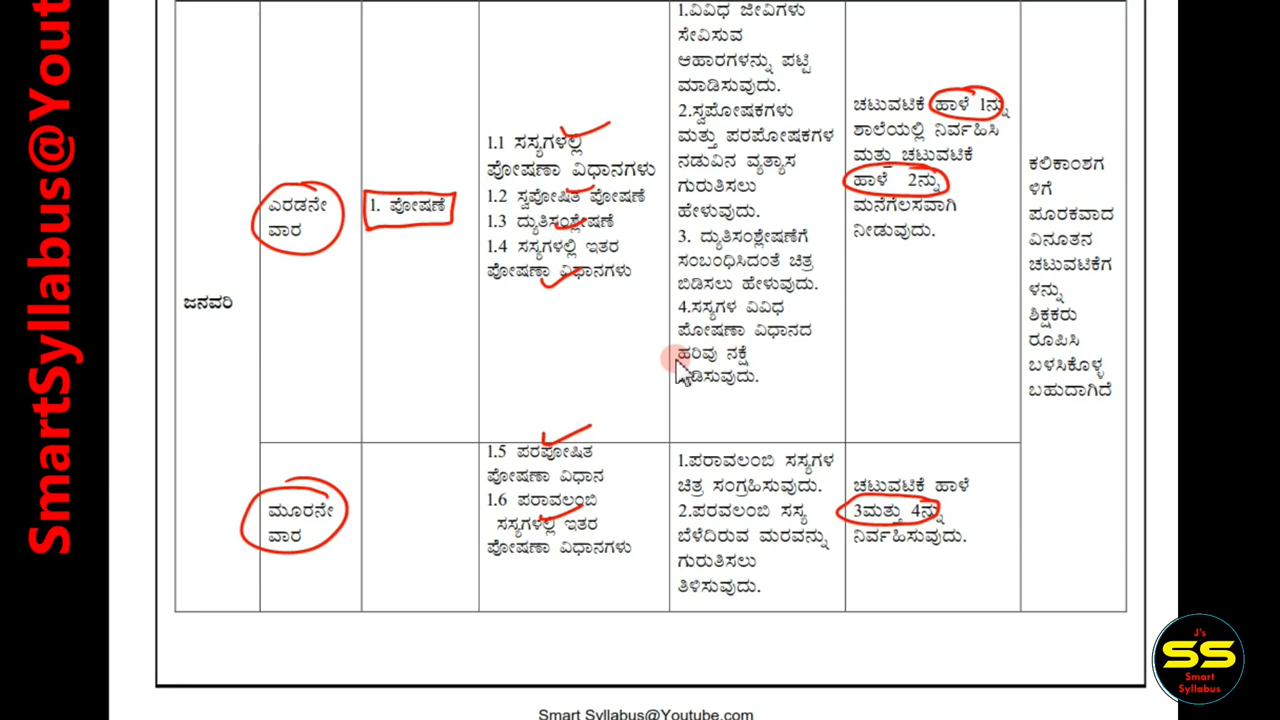 SmartSyllabus@Yout
ಜನವರಿ
ಎರಡನೇ
ವಾರ
1. ಪೋಷಣೆ
1.1 ಸಸ್ಯಗಳಲ್ಲಿ
ಪೋಷಣಾ ವಿಧಾನಗಳು
1.2 ಸ್ವಪೋಷಿತ ಪೋಷಣೆ
1.3 ದ್ಯುತಿಸಂಶ್ಲೇಷಣೆ
1.4 ಸಸ್ಯಗಳಲ್ಲಿ ಇತರ
ಪೋಷಣಾ ವಿಧಾನಗಳು
1.ವಿವಿಧ ಜೀವಿಗಳು
ಸೇವಿಸುವ
ಆಹಾರಗಳನ್ನು ಪಟ್ಟಿ
ಮಾಡಿಸುವುದು.
2.ಸ್ವಪೋಷಕಗಳು
ಮತ್ತು ಪರಪೋಷಕಗಳ
ನಡುವಿನ ವ್ಯತ್ಯಾಸ
ಗುರುತಿಸಲು
ಹೇಳುವುದು.
3. ದ್ಯುತಿಸಂಶ್ಲೇಷಣೆಗೆ
ಸಂಬಂಧಿಸಿದಂತೆ ಚಿತ್ರ
ಬಿಡಿಸಲು ಹೇಳುವುದು.
4.ಸಸ್ಯಗಳ ವಿವಿಧ
ಪೋಷಣಾ ವಿಧಾನದ
ಹರಿವು ನಕ್ಷೆ
ಚಟುವಟಿಕೆ ಹಾಳೆ 1ನ್ನು
ಶಾಲೆಯಲ್ಲಿ ನಿರ್ವಹಿಸಿ
ಮತ್ತು ಚಟುವಟಿಕೆ
ಹಾಳೆ 2ನ್ನು
ಮನೆಗೆಲಸವಾಗಿ
ನೀಡುವುದು.
ಕಲಿಕಾಂಶಗ
ಳಿಗೆ
ಪೂರಕವಾದ
ವಿನೂತನ
ಚಟುವಟಿಕೆಗ
ಳನ್ನು
ಶಿಕ್ಷಕರು
ರೂಪಿಸಿ
ಬಳಸಿಕೊಳ್ಳ
ಬಹುದಾಗಿದೆ
ಮೂರನೇ
ವಾರ
1.5 ಪರಪೋಷಿತ
ಪೋಷಣಾ ವಿಧಾನ
1.6 ಪರಾವಲಂಬಿ
ಸಸ್ಯಗಳಲ್ಲಿ ಇತರ
ಪೋಷಣಾ ವಿಧಾನಗಳು
1.ಪರಾವಲಂಬಿ ಸಸ್ಯಗಳ
ಚಿತ್ರ ಸಂಗ್ರಹಿಸುವುದು.
2.ಪರವಲಂಬಿ ಸಸ್ಯ
ಬೆಳೆದಿರುವ ಮರವನ್ನು
ಗುರುತಿಸಲು
ತಿಳಿಸುವುದು.
ಚಟುವಟಿಕೆ ಹಾಳೆ
3ಮತ್ತು 4ನ್ನು
ನಿರ್ವಹಿಸುವುದು.
J's
SS
Smart
Syllabus
Smart Syllabus@Youtube.com